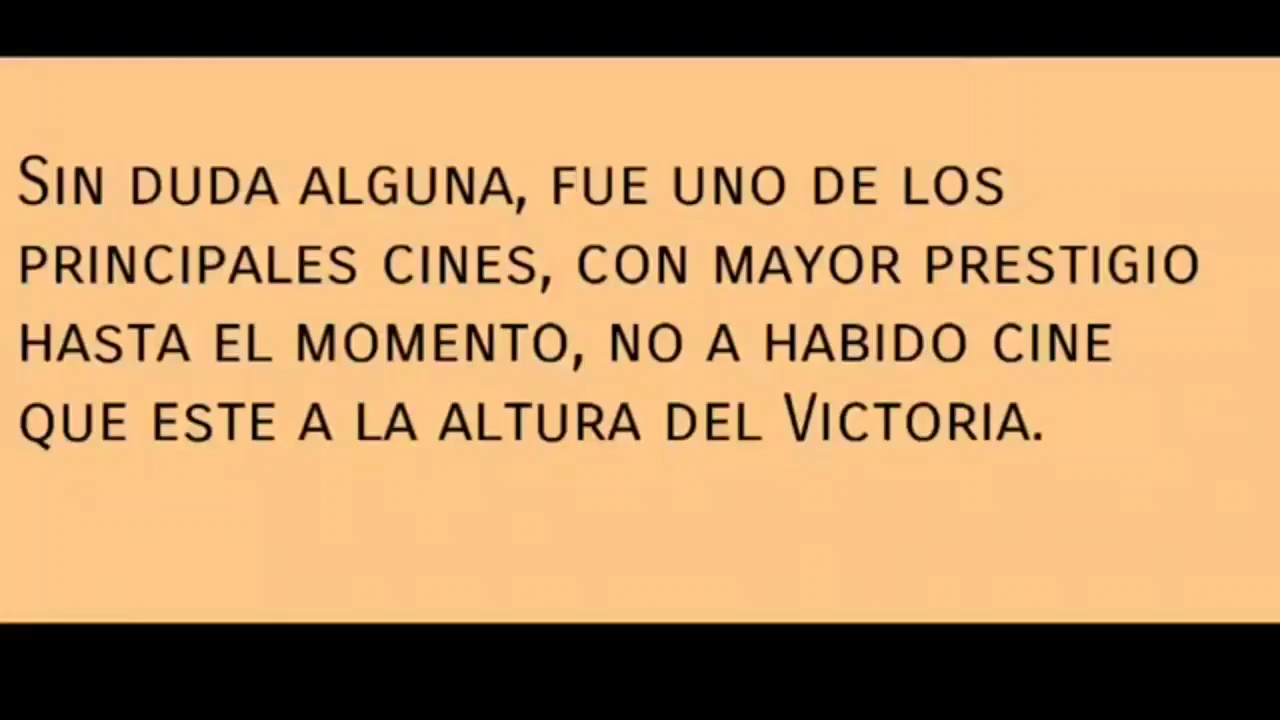 Sin duda alguna, fue uno de los
principales cines, con mayor prestigio
hasta el momento, no a habido cine
que este a la altura del Victoria.